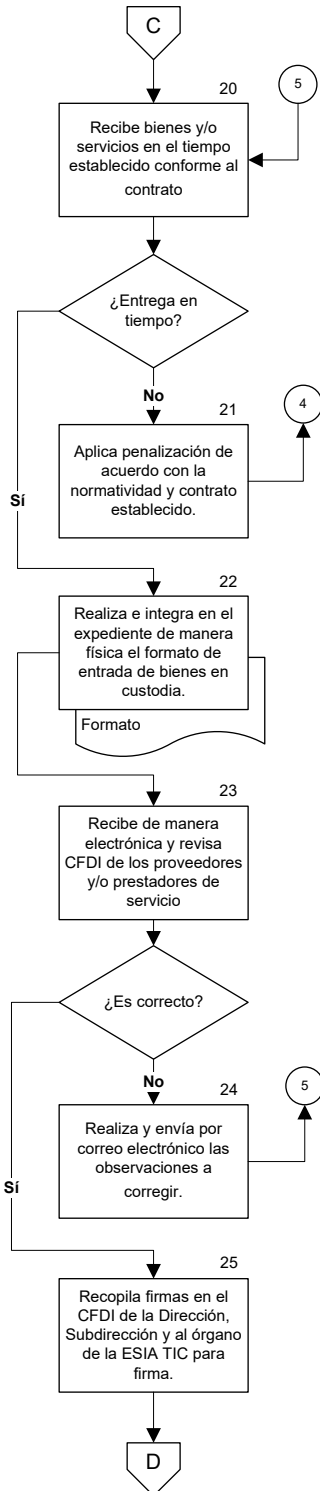 C
20
5
Recibe bienes y/o
servicios en el tiempo
establecido conforme al
contrato
¿Entrega en
tiempo?
No
Sí
21
4
Aplica penalización de
acuerdo con la
normatividad y contrato
establecido.
22
Realiza e integra en el
expediente de manera
física el formato de
entrada de bienes en
custodia.
Formato
23
Recibe de manera
electrónica y revisa
CFDI de los proveedores
y/o prestadores de
servicio
¿Es correcto?
No
Sí
24
5
Realiza y envía por
correo electrónico las
observaciones a
corregir.
25
Recopila firmas en el
CFDI de la Dirección,
Subdirección y al órgano
de la ESIA TIC para
firma.
D